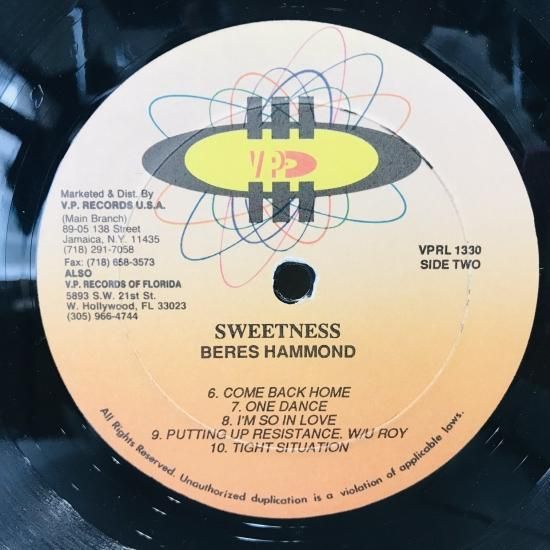 VP
Marketed & Dist. By
V.P. RECORDS U.S.A.
(Main Branch)
89-05 138 Street
Jamaica, N.Y. 11435
(718) 291-7058
Fax: (718) 658-3573
ALSO
V.P. RECORDS OF FLORIDA
5893 S.W. 21st St.
W. Hollywood, FL 33023
(305) 966-4744
VPRL 1330
SIDE TWO
SWEETNESS
BERES HAMMOND
6. COME BACK HOME
7. ONE DANCE
8. I'M SO IN LOVE
9. PUTTING UP RESISTANCE. W/U ROY
10. TIGHT SITUATION
All Rights Reserved. Unauthorized duplication is a violation of applicable laws.